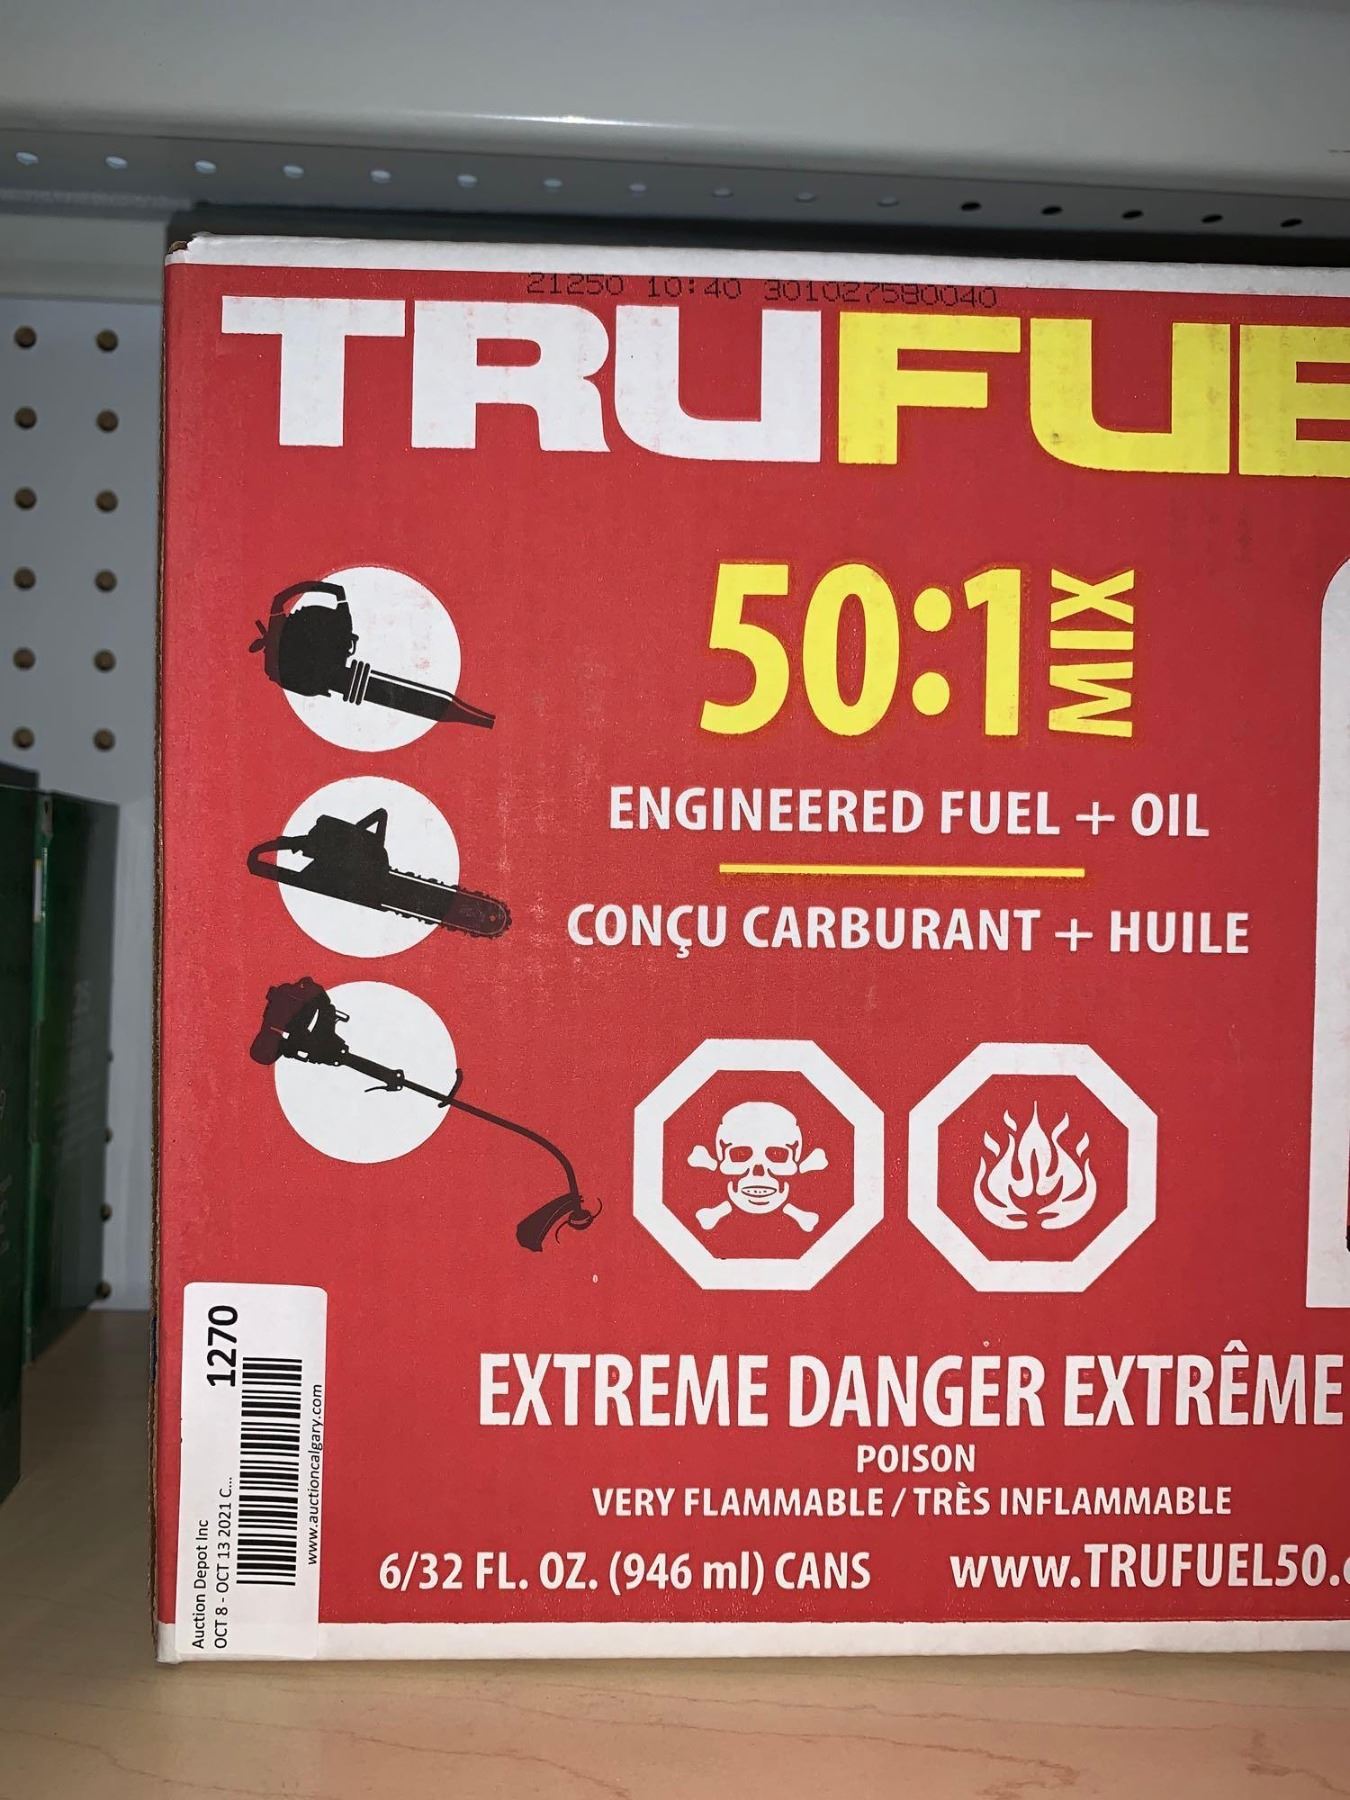 21250 10:40 301027580040
TRUFUE
50:1 MIX
ENGINEERED FUEL + OIL
CONÇU CARBURANT + HUILE
EXTREME DANGER EXTRÊME
POISON
VERY FLAMMABLE / TRÈS INFLAMMABLE
6/32 FL. OZ. (946 ml) CANS www.TRUFUEL50.
1270
www.auctioncalgary.com
Auction Depot Inc
OCT 8 - OCT 13 2021 C...